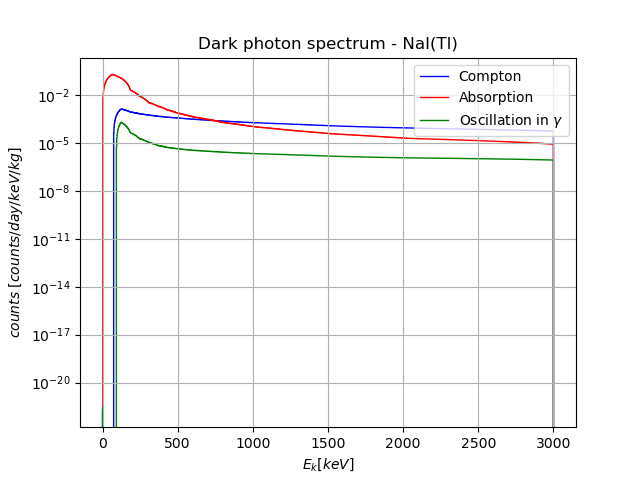 Dark photon spectrum - NaI(Tl)
Compton
Absorption
Oscillation in γ
10⁻²
10⁻⁵
10⁻⁸
10⁻¹¹
10⁻¹⁴
10⁻¹⁷
10⁻²⁰
counts [counts/day/keV/kg]
0 500 1000 1500 2000 2500 3000
Eₖ[keV]